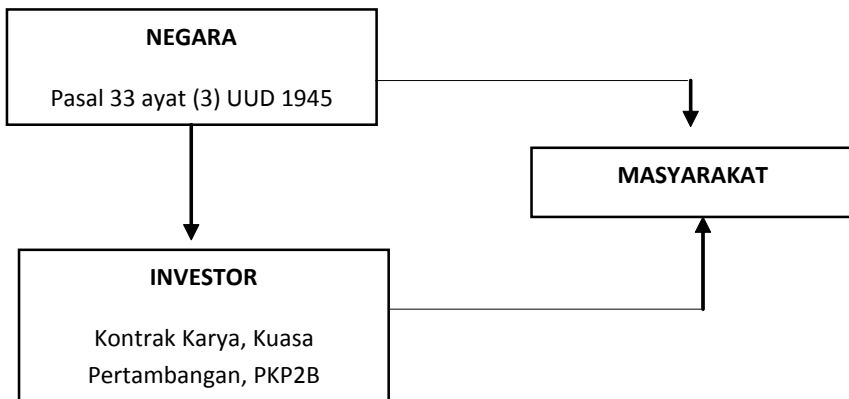 NEGARA
Pasal 33 ayat (3) UUD 1945
MASYARAKAT
INVESTOR
Kontrak Karya, Kuasa
Pertambangan, PKP2B